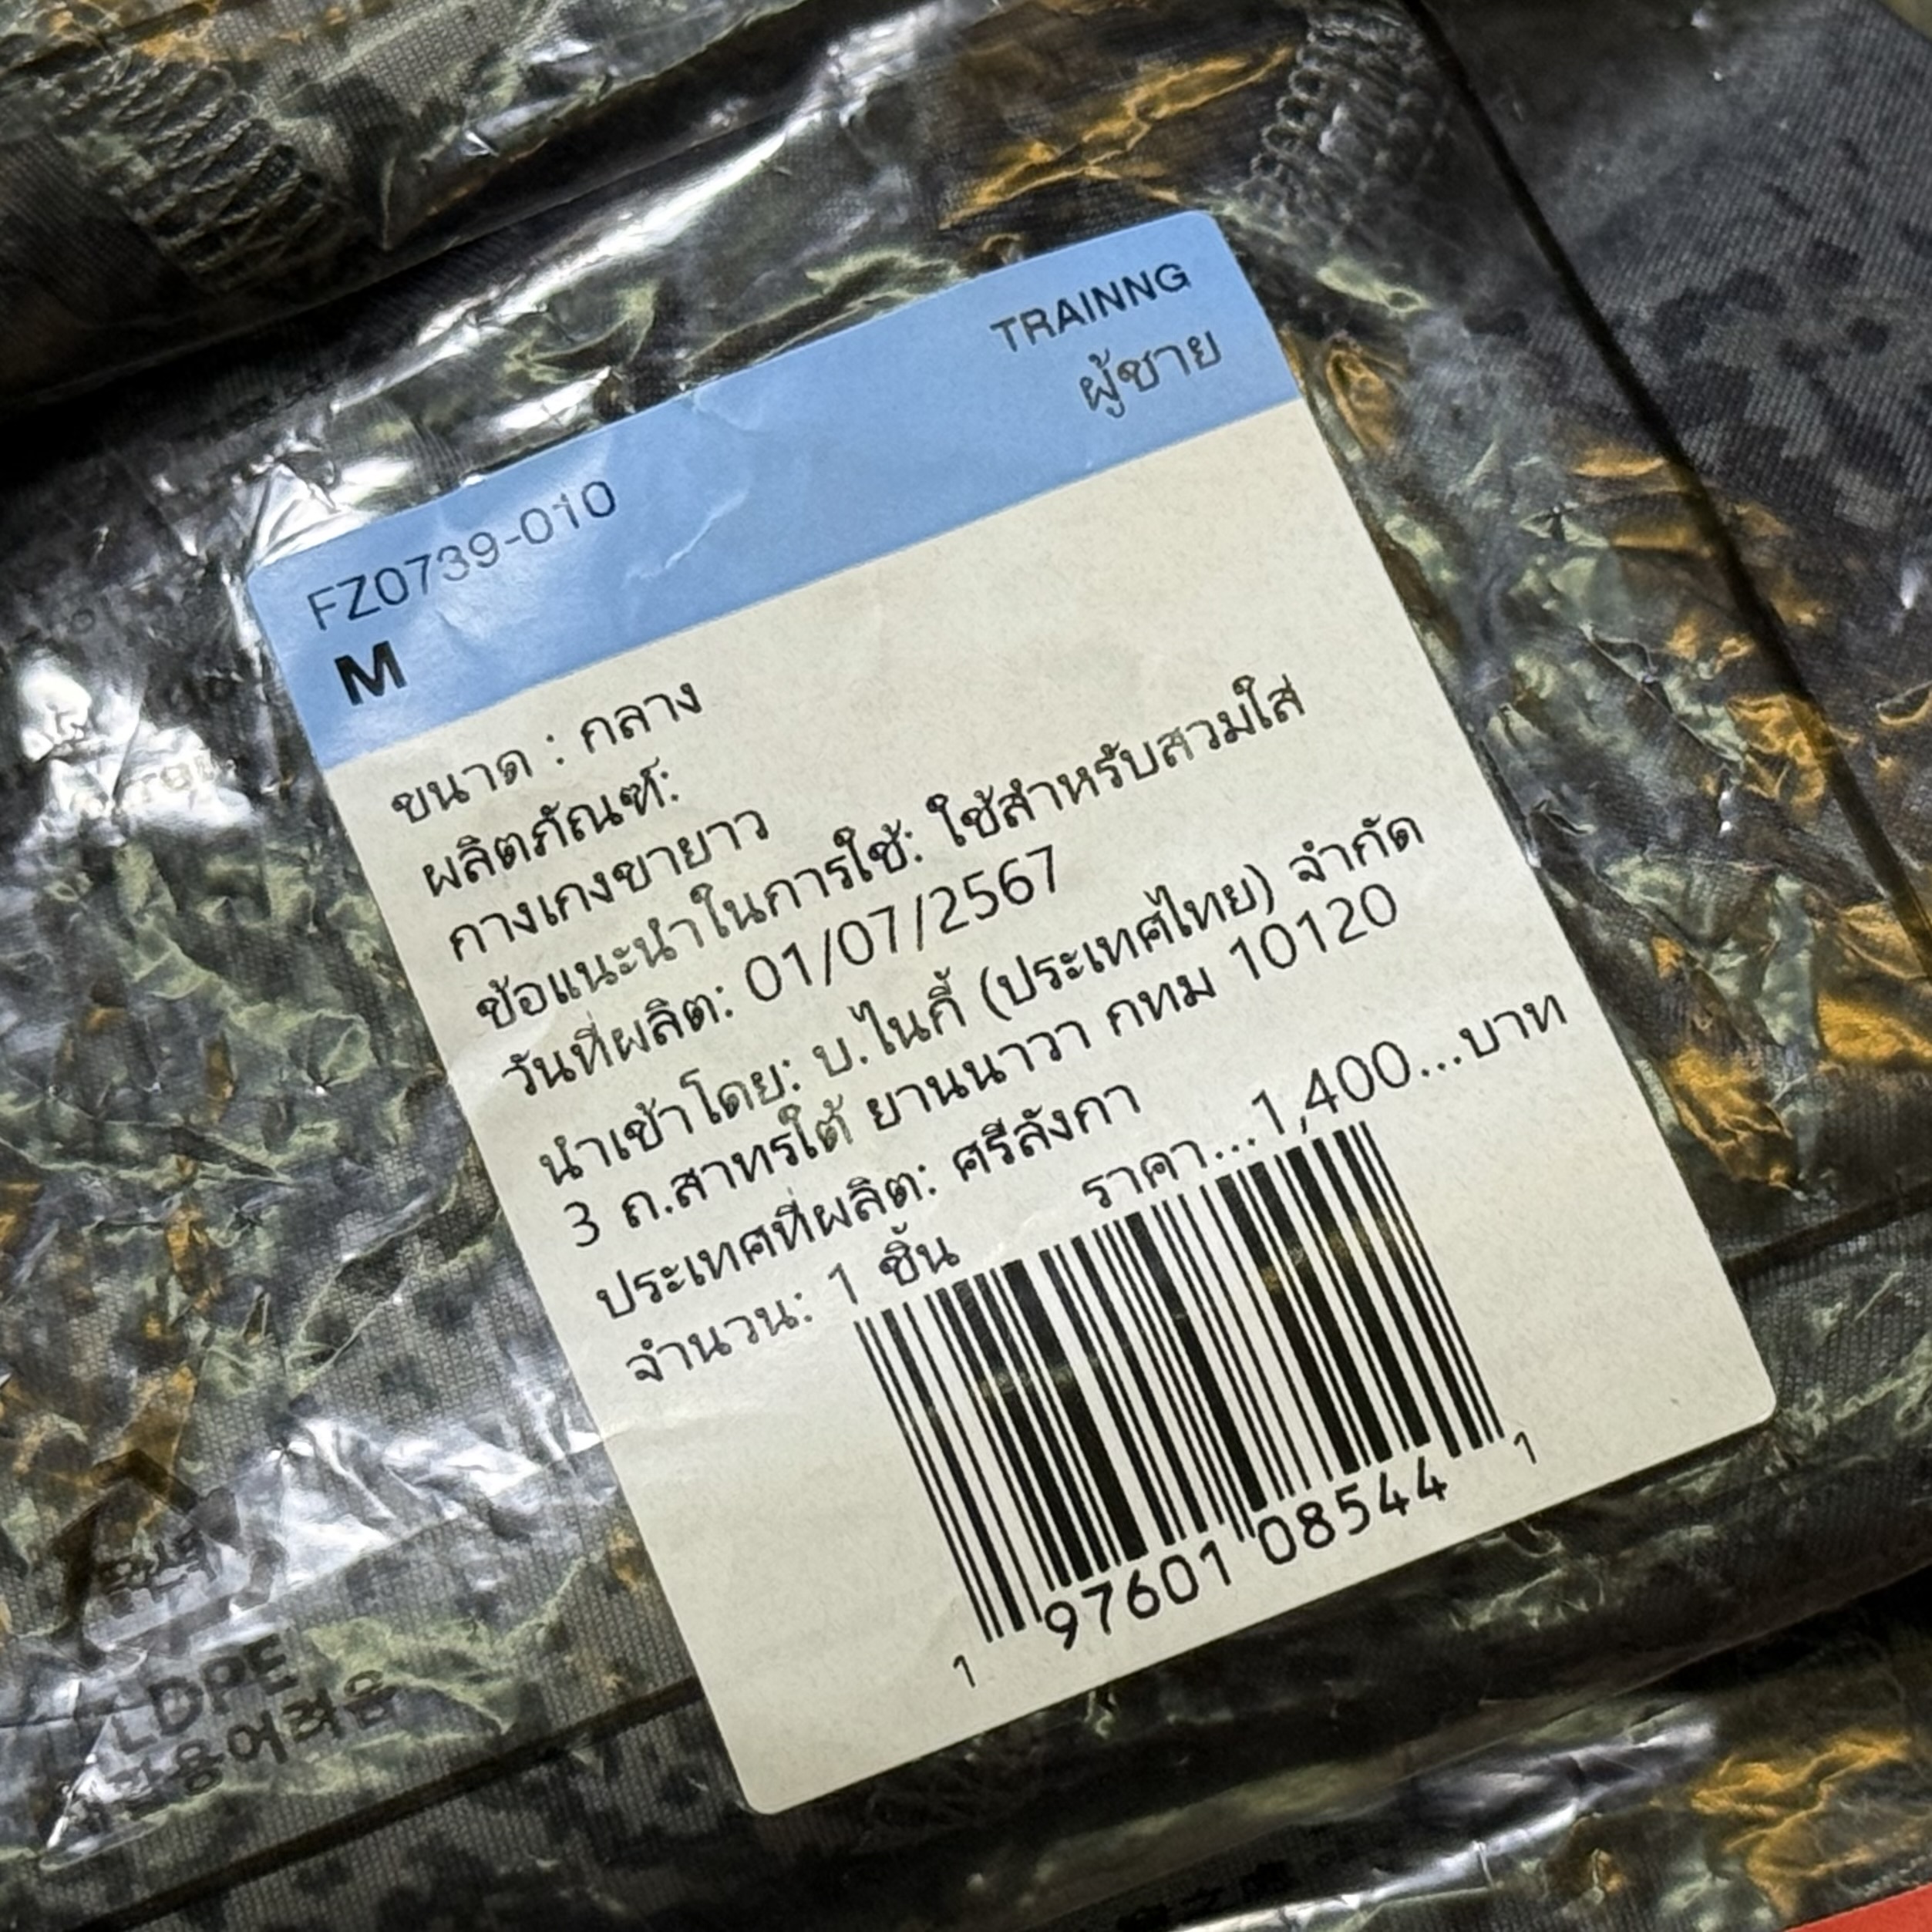 TRAINNG
ผู้ชาย
FZ0739-010
M
ขนาด : กลาง
ผลิตภัณฑ์:
กางเกงขายาว
ข้อแนะนำในการใช้: ใช้สำหรับสวมใส่
วันที่ผลิต: 01/07/2567
นำเข้าโดย: บ.ไนกี้ (ประเทศไทย) จำกัด
3 ถ.สาทรใต้ ยานนาวา กทม 10120
ประเทศที่ผลิต: ศรีลังกา
จำนวน: 1 ชิ้น
ราคา...1,400...บาท
1 97601 08544 1
LDPE